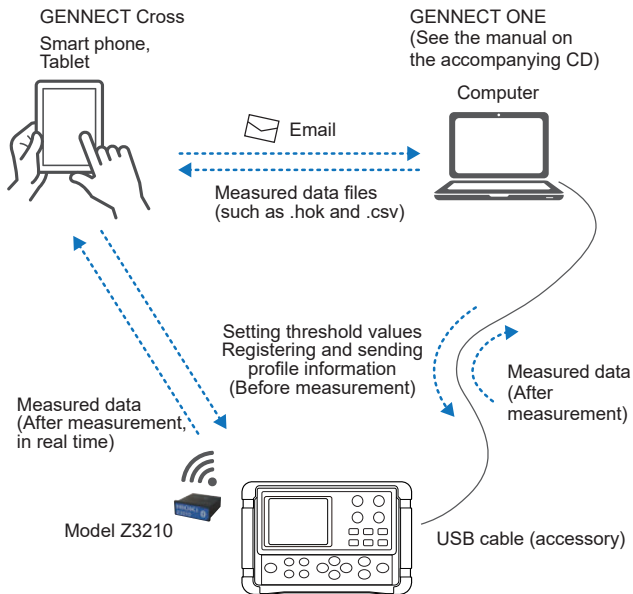 GENNECT Cross
Smart phone,
Tablet
GENNECT ONE
(See the manual on
the accompanying CD)
Computer
Email
Measured data files
(such as .hok and .csv)
Setting threshold values
Registering and sending
profile information
(Before measurement)
Measured data
(After
measurement)
Measured data
(After measurement,
in real time)
Model Z3210
USB cable (accessory)